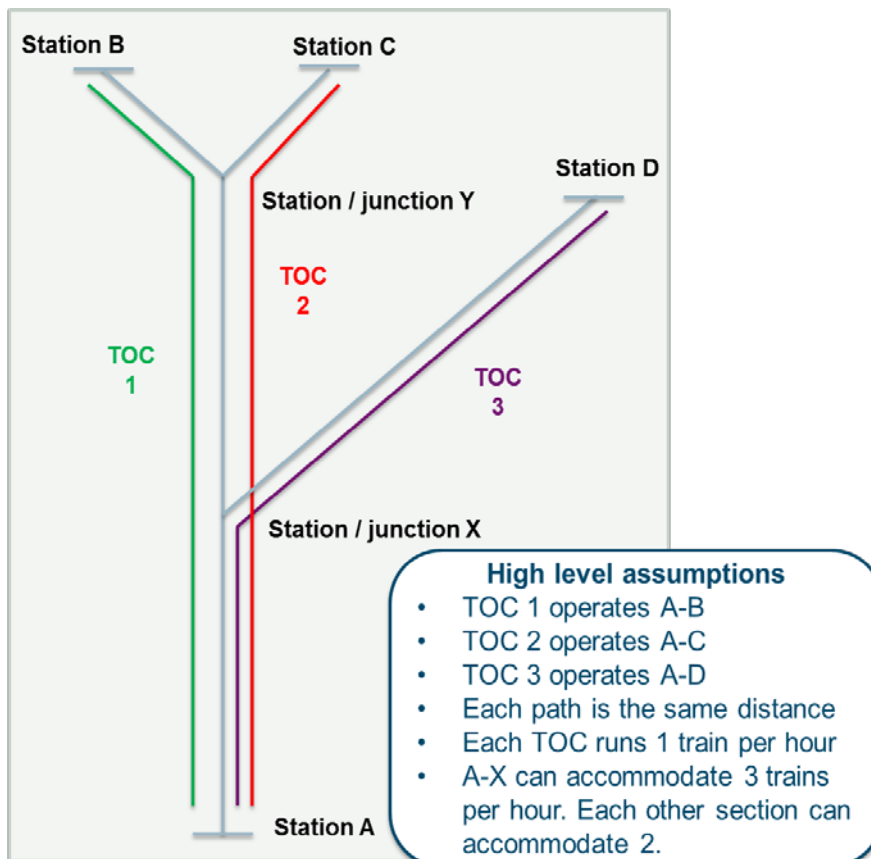 Station B
Station C
Station D
Station / junction Y
TOC
2
TOC
1
TOC
3
Station / junction X
High level assumptions
• TOC 1 operates A-B
• TOC 2 operates A-C
• TOC 3 operates A-D
• Each path is the same distance
• Each TOC runs 1 train per hour
• A-X can accommodate 3 trains
per hour. Each other section can
accommodate 2.
Station A